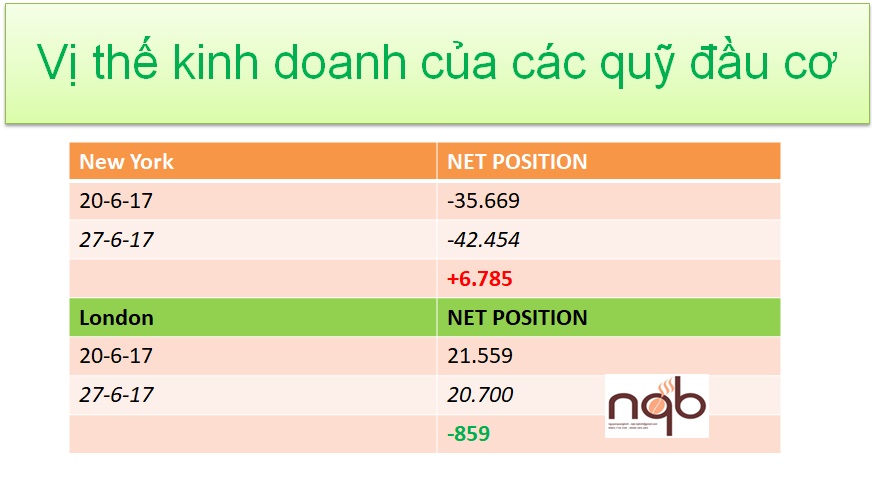 Vị thế kinh doanh của các quỹ đầu cơ
New York NET POSITION
20-6-17 -35.669
27-6-17 -42.454
+6.785
London NET POSITION
20-6-17 21.559
27-6-17 20.700
-859
nqb